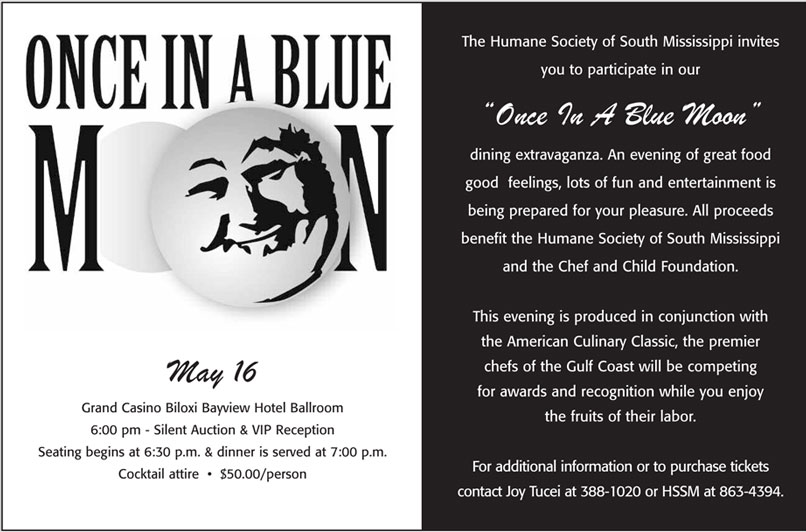 ONCE IN A BLUE
MOON
May 16
Grand Casino Biloxi Bayview Hotel Ballroom
6:00 pm - Silent Auction & VIP Reception
Seating begins at 6:30 p.m. & dinner is served at 7:00 p.m.
Cocktail attire • $50.00/person
The Humane Society of South Mississippi invites
you to participate in our
“Once In A Blue Moon”
dining extravaganza. An evening of great food
good feelings, lots of fun and entertainment is
being prepared for your pleasure. All proceeds
benefit the Humane Society of South Mississippi
and the Chef and Child Foundation.
This evening is produced in conjunction with
the American Culinary Classic, the premier
chefs of the Gulf Coast will be competing
for awards and recognition while you enjoy
the fruits of their labor.
For additional information or to purchase tickets
contact Joy Tucei at 388-1020 or HSSM at 863-4394.